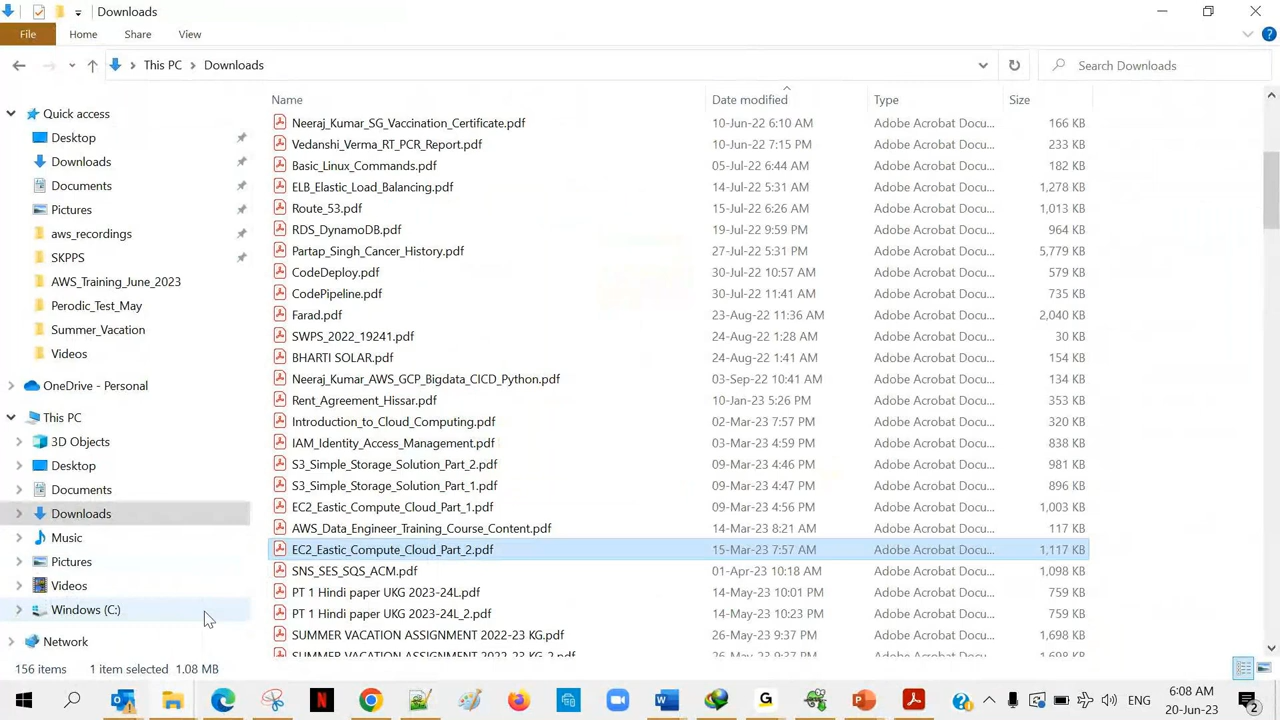 Downloads
File Home Share View
This PC Downloads
Search Downloads
Name Date modified Type Size
Quick access
Desktop
Downloads
Documents
Pictures
aws_recordings
SKPPS
AWS_Training_June_2023
Perodic_Test_May
Summer_Vacation
Videos
OneDrive - Personal
This PC
3D Objects
Desktop
Documents
Downloads
Music
Pictures
Videos
Windows (C:)
Network
Neeraj_Kumar_SG_Vaccination_Certificate.pdf 10-Jun-22 6:10 AM Adobe Acrobat Docu... 166 KB
Vedanshi_Verma_RT_PCR_Report.pdf 10-Jun-22 7:15 PM Adobe Acrobat Docu... 233 KB
Basic_Linux_Commands.pdf 05-Jul-22 6:44 AM Adobe Acrobat Docu... 182 KB
ELB_Elastic_Load_Balancing.pdf 14-Jul-22 5:31 AM Adobe Acrobat Docu... 1,278 KB
Route_53.pdf 15-Jul-22 6:26 AM Adobe Acrobat Docu... 1,013 KB
RDS_DynamoDB.pdf 19-Jul-22 9:59 PM Adobe Acrobat Docu... 964 KB
Partap_Singh_Cancer_History.pdf 27-Jul-22 5:31 PM Adobe Acrobat Docu... 5,779 KB
CodeDeploy.pdf 30-Jul-22 10:57 AM Adobe Acrobat Docu... 579 KB
CodePipeline.pdf 30-Jul-22 11:41 AM Adobe Acrobat Docu... 735 KB
Farad.pdf 23-Aug-22 11:36 AM Adobe Acrobat Docu... 2,040 KB
SWPS_2022_19241.pdf 24-Aug-22 1:28 AM Adobe Acrobat Docu... 30 KB
BHARTI SOLAR.pdf 24-Aug-22 1:41 AM Adobe Acrobat Docu... 154 KB
Neeraj_Kumar_AWS_GCP_Bigdata_CICD_Python.pdf 03-Sep-22 10:41 AM Adobe Acrobat Docu... 134 KB
Rent_Agreement_Hissar.pdf 10-Jan-23 5:26 PM Adobe Acrobat Docu... 353 KB
Introduction_to_Cloud_Computing.pdf 02-Mar-23 7:57 PM Adobe Acrobat Docu... 320 KB
IAM_Identity_Access_Management.pdf 03-Mar-23 4:59 PM Adobe Acrobat Docu... 838 KB
S3_Simple_Storage_Solution_Part_2.pdf 09-Mar-23 4:46 PM Adobe Acrobat Docu... 981 KB
S3_Simple_Storage_Solution_Part_1.pdf 09-Mar-23 4:47 PM Adobe Acrobat Docu... 896 KB
EC2_Eastic_Compute_Cloud_Part_1.pdf 09-Mar-23 4:56 PM Adobe Acrobat Docu... 1,003 KB
AWS_Data_Engineer_Training_Course_Content.pdf 14-Mar-23 8:21 AM Adobe Acrobat Docu... 117 KB
EC2_Eastic_Compute_Cloud_Part_2.pdf 15-Mar-23 7:57 AM Adobe Acrobat Docu... 1,117 KB
SNS_SES_SQS_ACM.pdf 01-Apr-23 10:18 AM Adobe Acrobat Docu... 1,098 KB
PT 1 Hindi paper UKG 2023-24L.pdf 14-May-23 10:01 PM Adobe Acrobat Docu... 759 KB
PT 1 Hindi paper UKG 2023-24L_2.pdf 14-May-23 10:23 PM Adobe Acrobat Docu... 759 KB
SUMMER VACATION ASSIGNMENT 2022-23 KG.pdf 26-May-23 9:37 PM Adobe Acrobat Docu... 1,698 KB
SUMMER VACATION ASSIGNMENT 2022-23 KG_2.pdf 26-May-23 9:37 PM Adobe Acrobat Docu... 1,698 KB
156 items 1 item selected 1.08 MB
ENG
6:08 AM
20-Jun-23
2